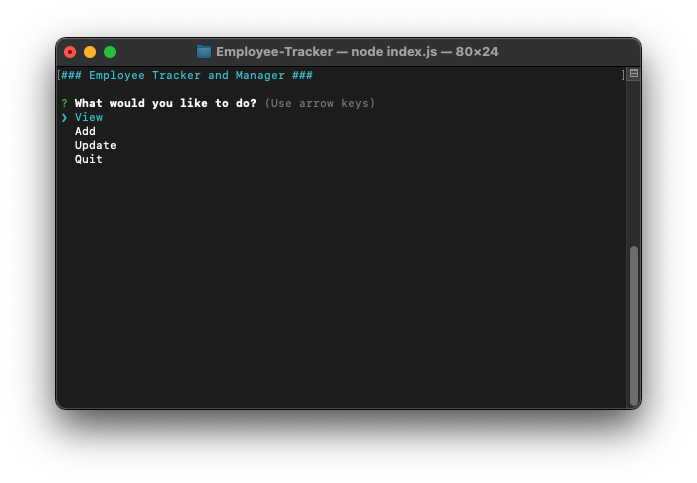 Employee-Tracker — node index.js — 80×24
[### Employee Tracker and Manager ### ]
? What would you like to do? (Use arrow keys)
❯ View
Add
Update
Quit